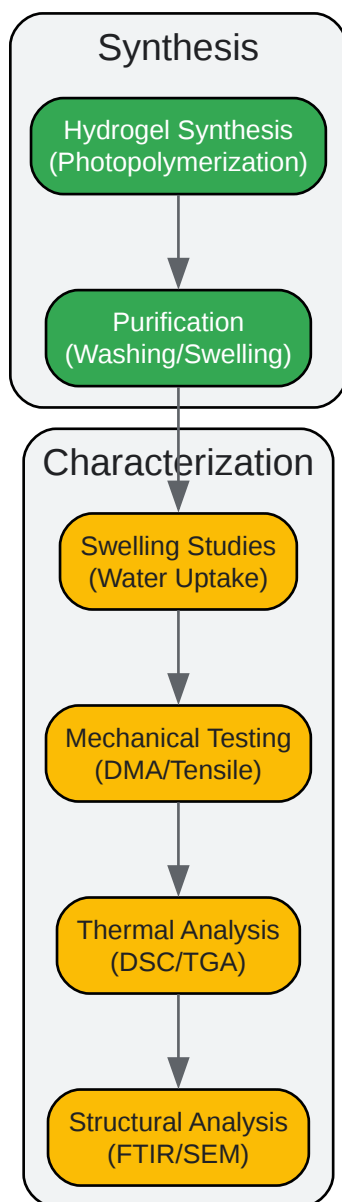 Synthesis
Hydrogel Synthesis
(Photopolymerization)
Purification
(Washing/Swelling)
Characterization
Swelling Studies
(Water Uptake)
Mechanical Testing
(DMA/Tensile)
Thermal Analysis
(DSC/TGA)
Structural Analysis
(FTIR/SEM)